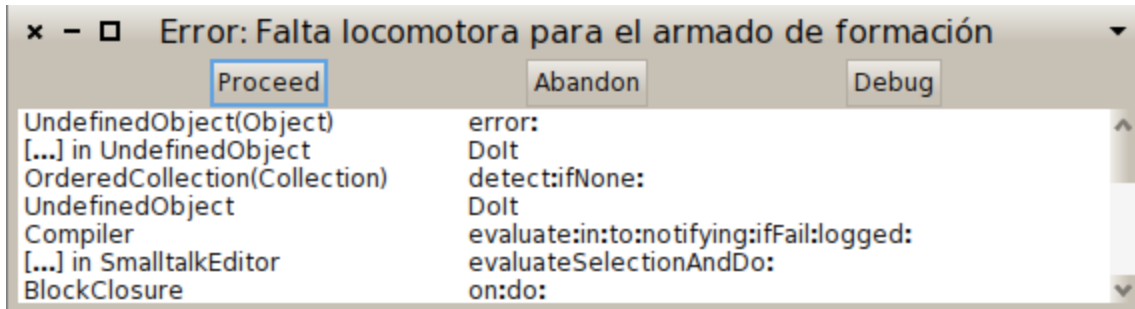 Error: Falta locomotora para el armado de formación
Proceed Abandon Debug
UndefinedObject(Object) error:
[...] in UndefinedObject DoIt
OrderedCollection(Collection) detect:ifNone:
UndefinedObject DoIt
Compiler evaluate:in:to:notifying:ifFail:logged:
[...] in SmalltalkEditor evaluateSelectionAndDo:
BlockClosure on:do: